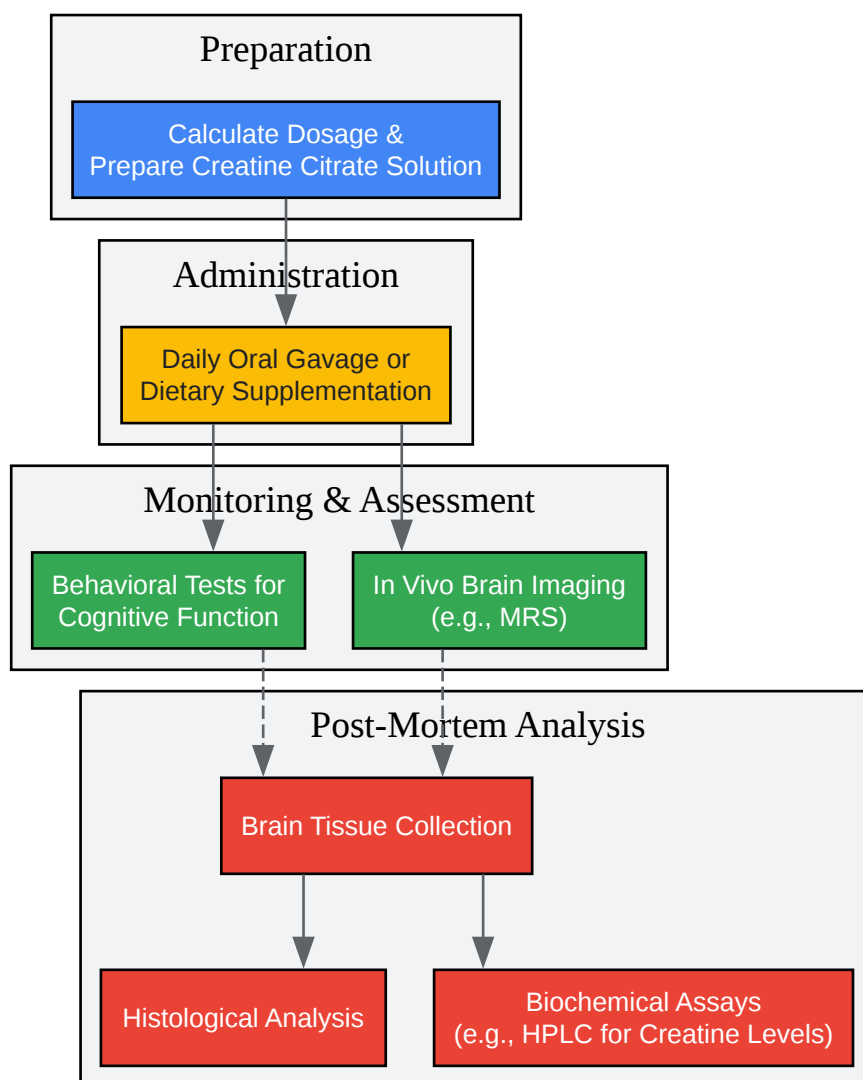 Preparation
Calculate Dosage &
Prepare Creatine Citrate Solution
Administration
Daily Oral Gavage or
Dietary Supplementation
Monitoring & Assessment
Behavioral Tests for
Cognitive Function
In Vivo Brain Imaging
(e.g., MRS)
Post-Mortem Analysis
Brain Tissue Collection
Histological Analysis
Biochemical Assays
(e.g., HPLC for Creatine Levels)